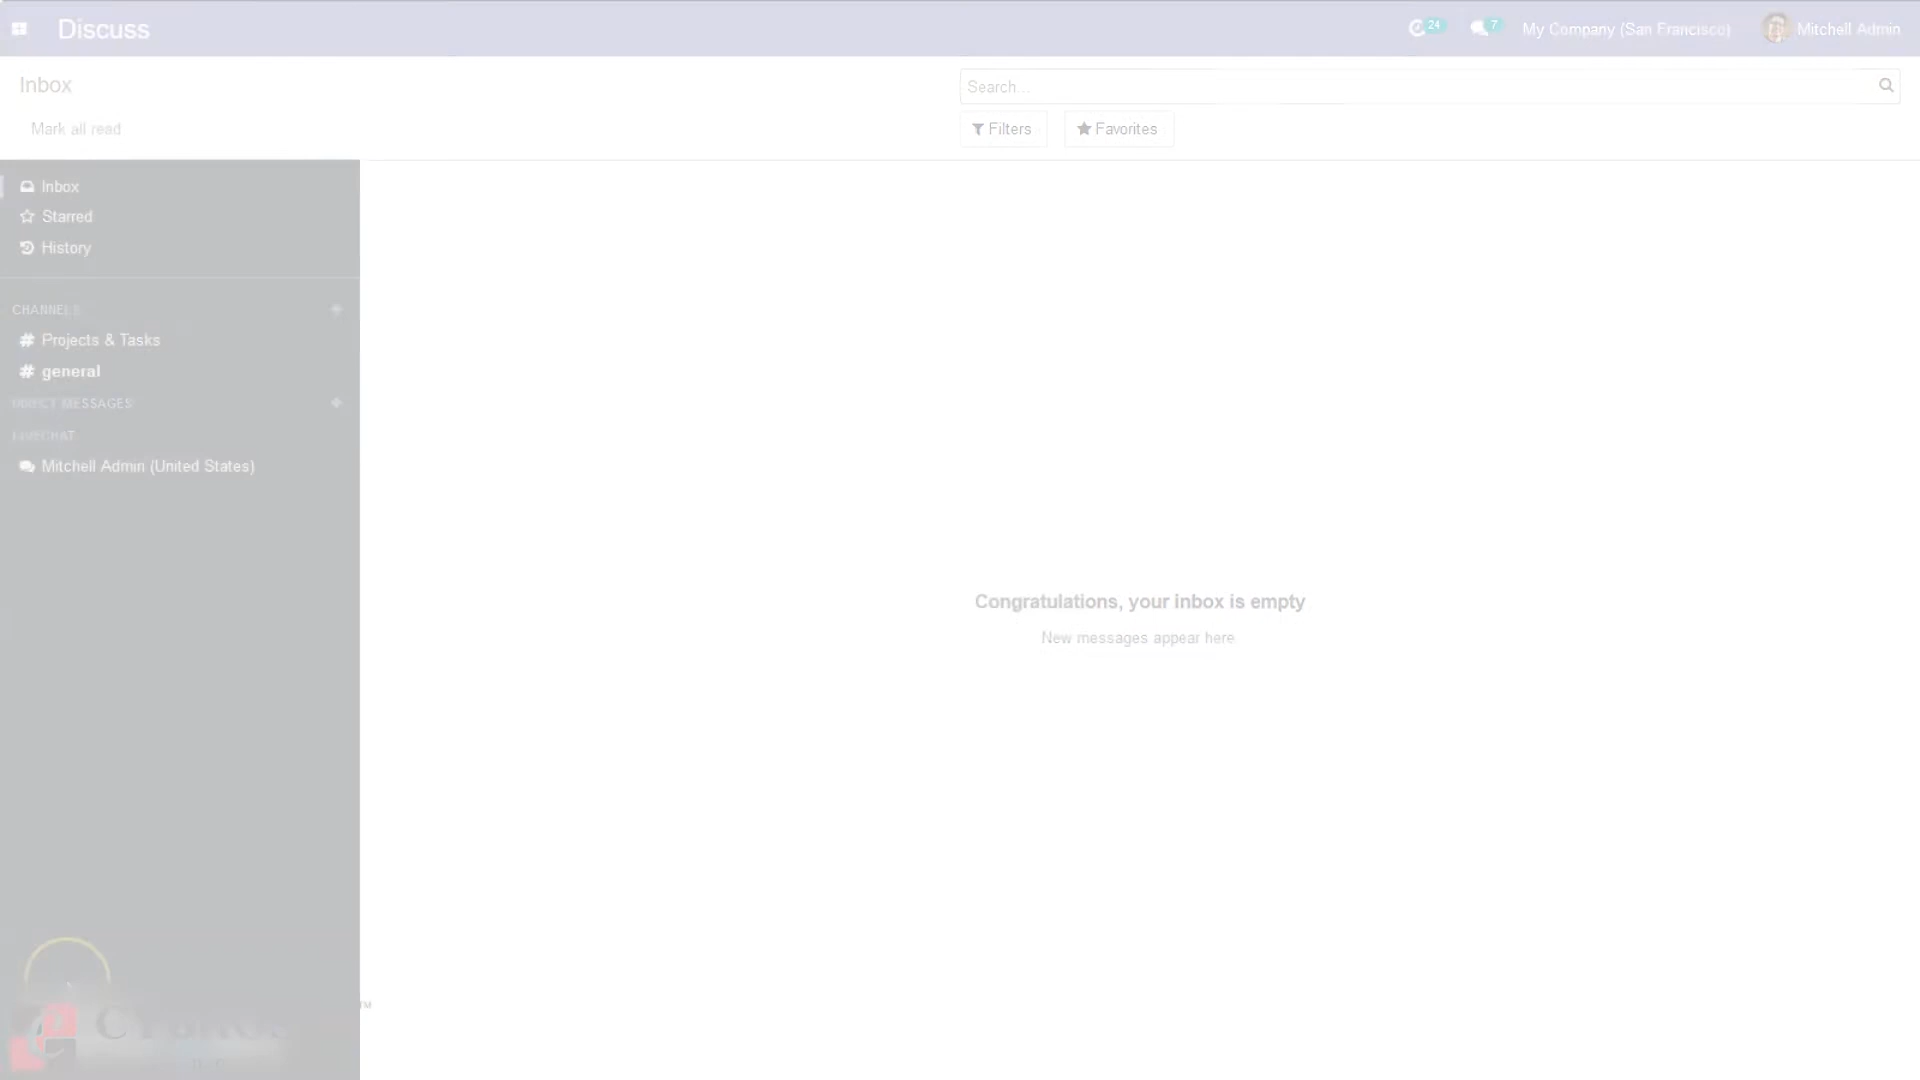 Discuss
24
7
My Company (San Francisco)
Mitchell Admin
Inbox
Search...
Mark all read
Filters
Favorites
Inbox
Starred
History
CHANNELS
# Projects & Tasks
# general
DIRECT MESSAGES
LIVECHAT
Mitchell Admin (United States)
Congratulations, your inbox is empty
New messages appear here
TM